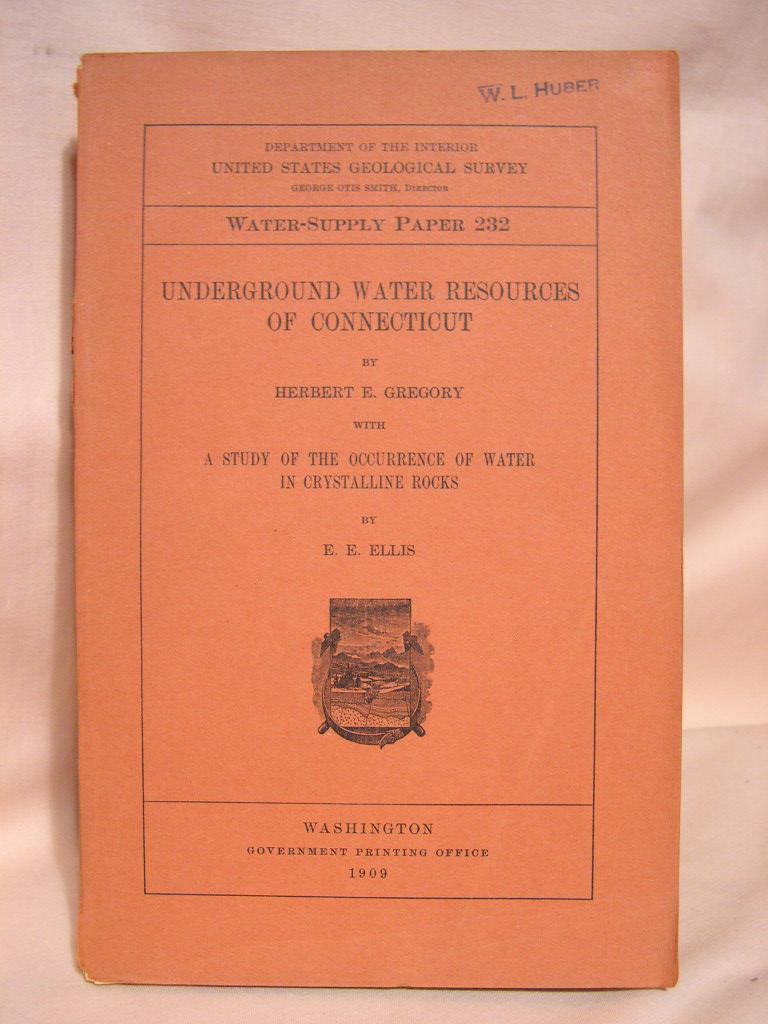 W. L. HUBER
DEPARTMENT OF THE INTERIOR
UNITED STATES GEOLOGICAL SURVEY
GEORGE OTIS SMITH, DIRECTOR
WATER-SUPPLY PAPER 232
UNDERGROUND WATER RESOURCES
OF CONNECTICUT
BY
HERBERT E. GREGORY
WITH
A STUDY OF THE OCCURRENCE OF WATER
IN CRYSTALLINE ROCKS
BY
E. E. ELLIS
WASHINGTON
GOVERNMENT PRINTING OFFICE
1909